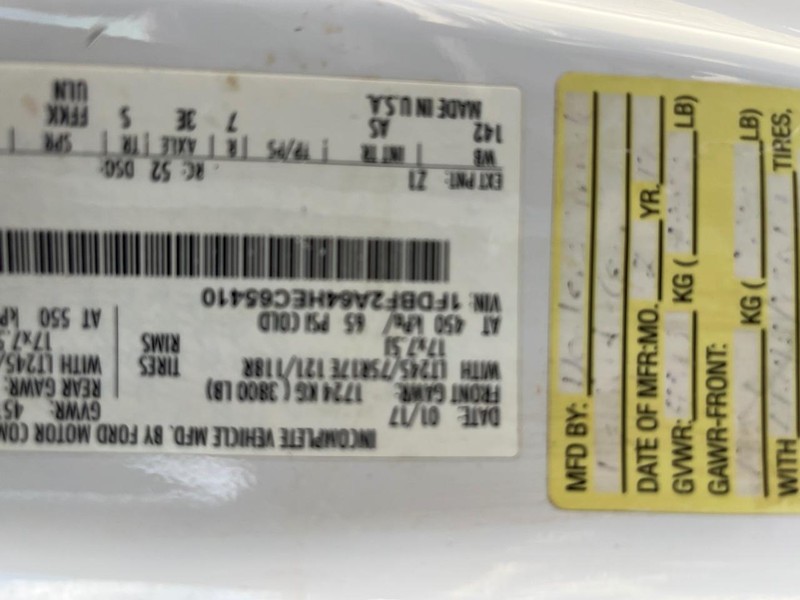 INCOMPLETE VEHICLE MFD. BY FORD MOTOR
DATE: 01/17 GVWR:
FRONT GAWR: 1724 KG (3800 LB) REAR GAWR:
WITH LT245/75R17E 121/118R TIRES WITH LT245/
17x7.5J RIMS 17x7.
AT 450 kPa/ 65 PSI COLD AT 550
VIN: 1FDBF2A64HEC65410
EXT PNT: Z1 RC: 52 DSO:
WB INT TR TP/PS R AXLE TR SPR
142 AS 7 3E S FFKK
MADE IN U.S.A. ULN
MFD BY:
DATE OF MFR:MO. YR.
GVWR: KG ( LB)
GAWR-FRONT:
KG ( LB)
WITH TIRES,